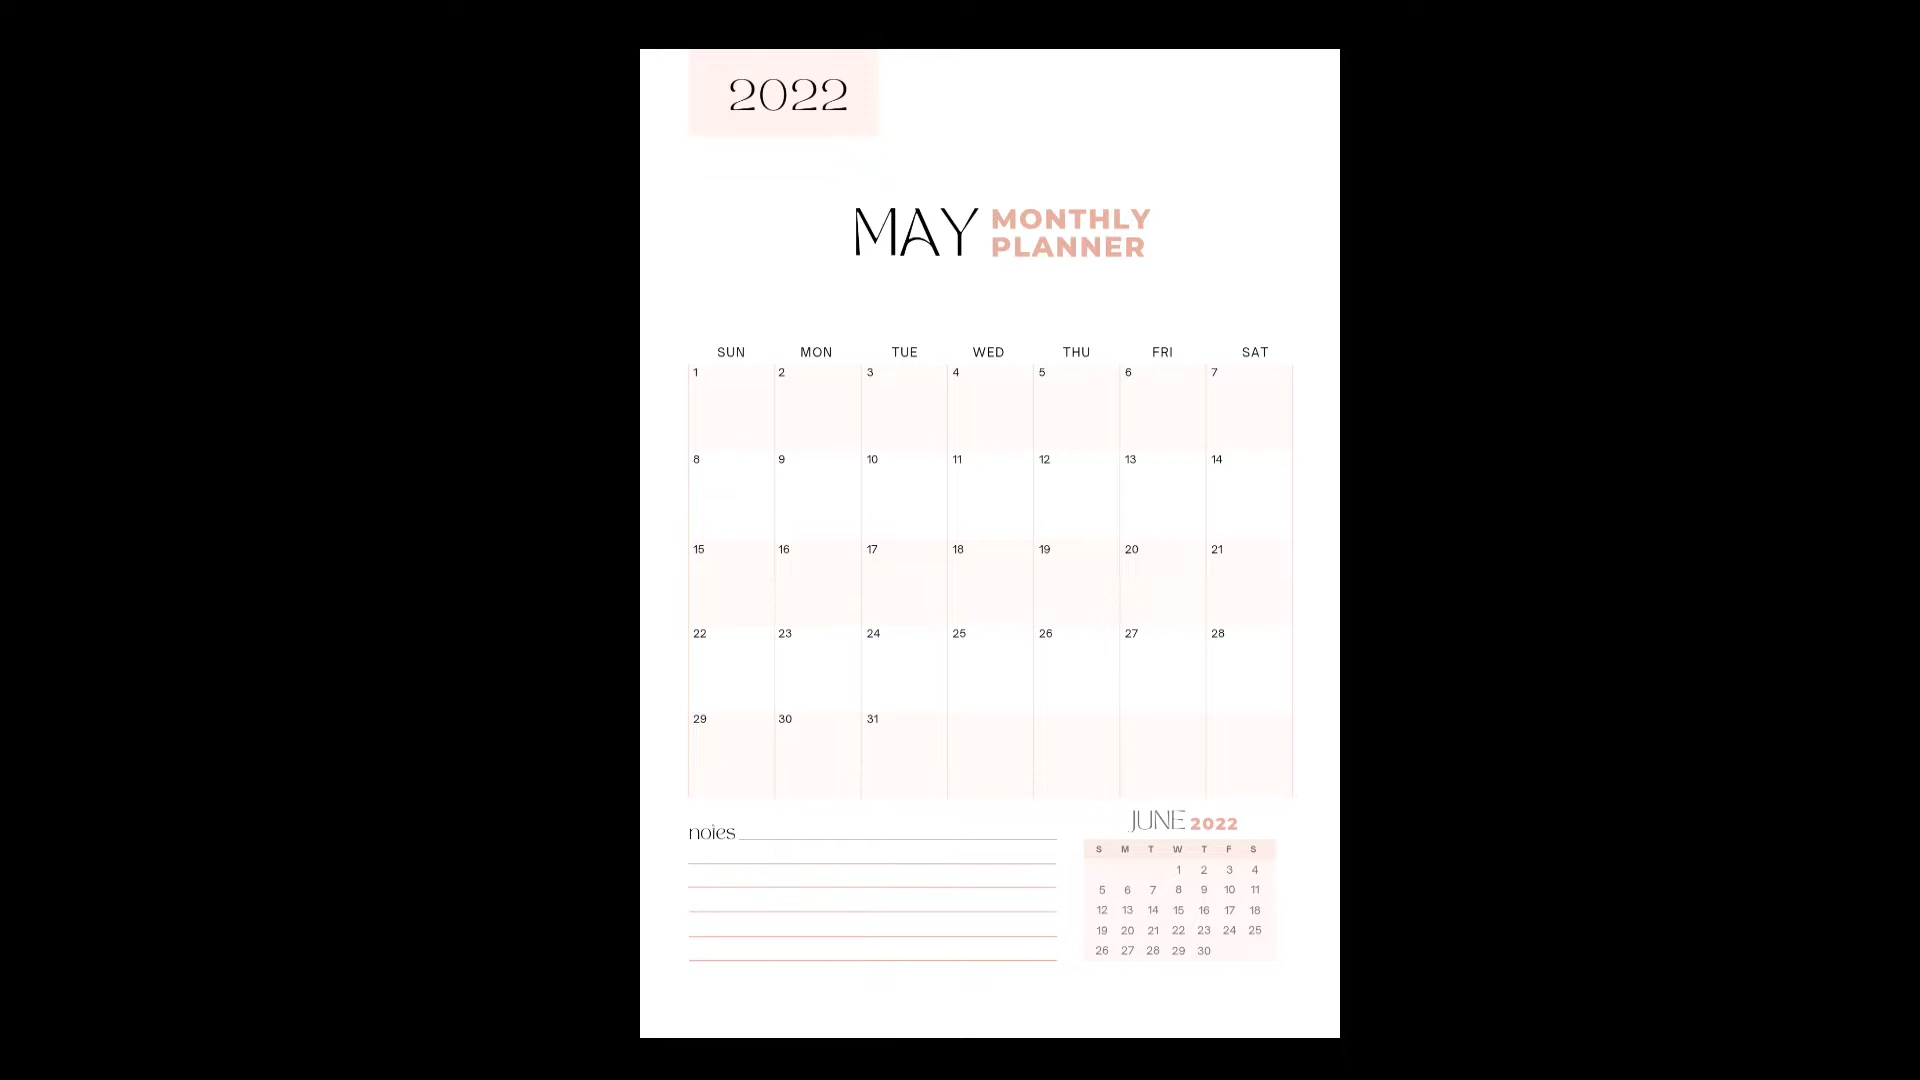 2022
MAY MONTHLY
PLANNER
SUN MON TUE WED THU FRI SAT
1 2 3 4 5 6 7
8 9 10 11 12 13 14
15 16 17 18 19 20 21
22 23 24 25 26 27 28
29 30 31
notes
JUNE 2022
S M T W T F S
1 2 3 4
5 6 7 8 9 10 11
12 13 14 15 16 17 18
19 20 21 22 23 24 25
26 27 28 29 30